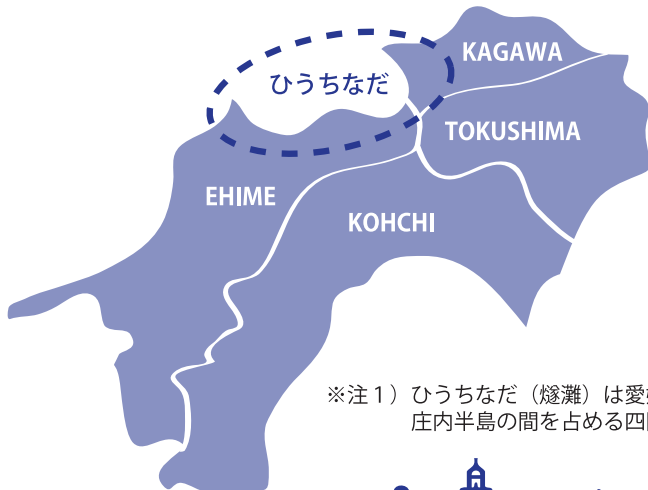 KAGAWA
ひうちなだ
TOKUSHIMA
EHIME
KOHCHI
※注1）ひうちなだ（燧灘）は愛
庄内半島の間を占める四